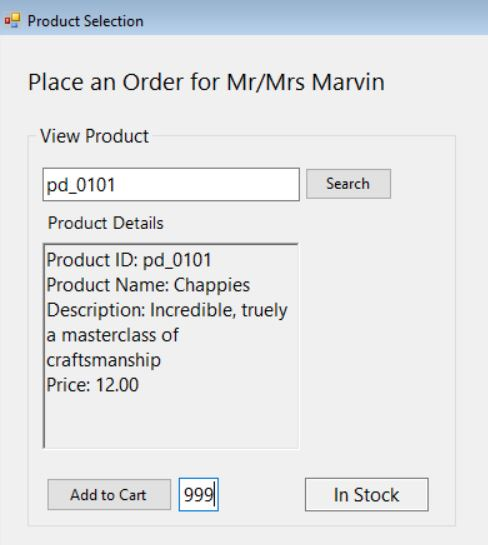 Product Selection
Place an Order for Mr/Mrs Marvin
View Product
pd_0101
Search
Product Details
Product ID: pd_0101
Product Name: Chappies
Description: Incredible, truely
a masterclass of
craftsmanship
Price: 12.00
Add to Cart
999
In Stock